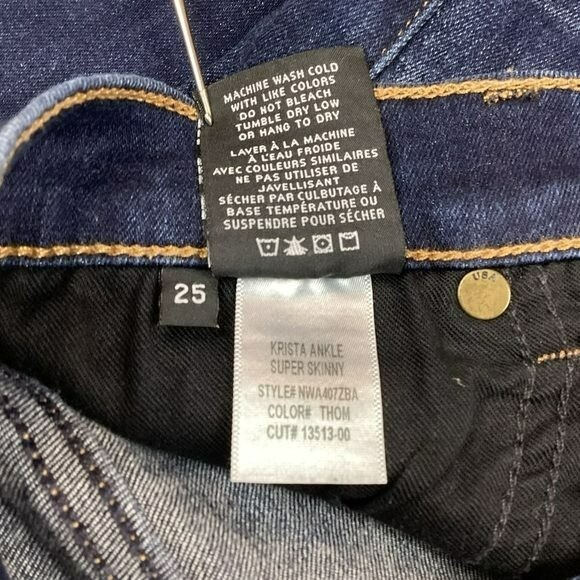 MACHINE WASH COLD
WITH LIKE COLORS
DO NOT BLEACH
TUMBLE DRY LOW
OR HANG TO DRY
LAVER À LA MACHINE
À L'EAU FROIDE
AVEC COULEURS SIMILAIRES
NE PAS UTILISER DE
JAVELLISANT
SÉCHER PAR CULBUTAGE À
BASE TEMPÉRATURE OU
SUSPENDRE POUR SÉCHER
25
USA
KRISTA ANKLE
SUPER SKINNY
STYLE# NWA407ZBA
COLOR# THOM
CUT# 13513-00